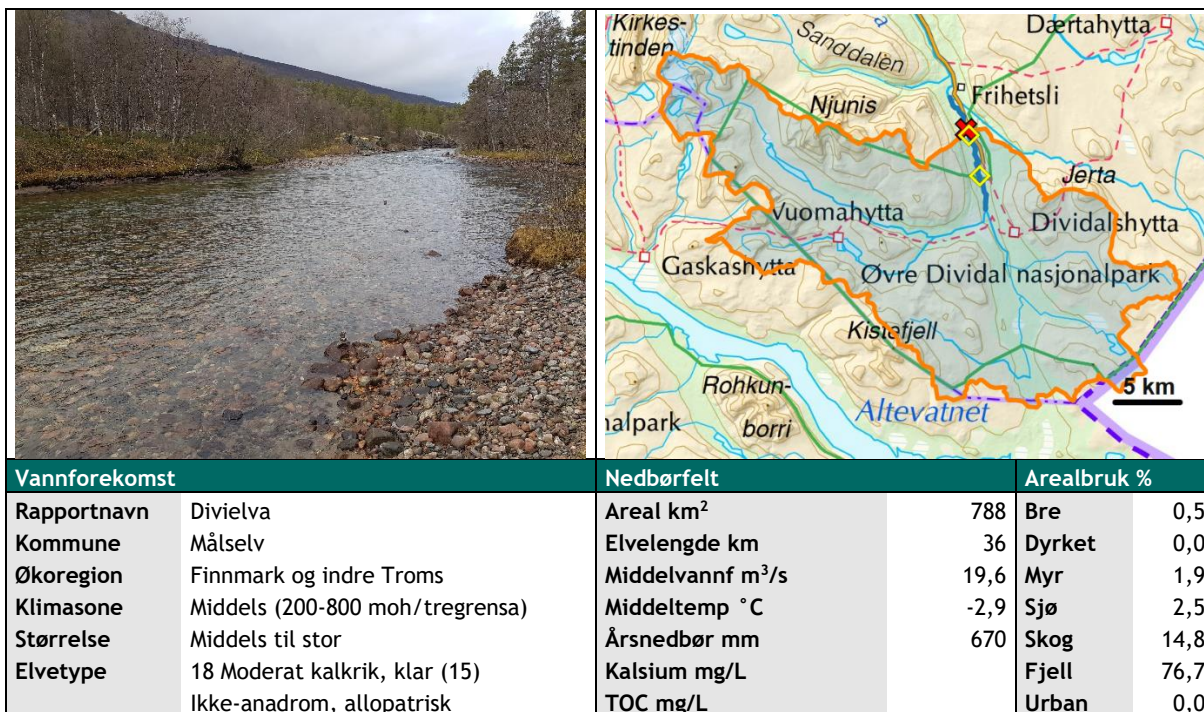 Kirkes-
tinden
Sanddalen
Dærtahytta
Njunis
Frihetsli
Jerta
Vuomahytta
Dividalshytta
Gaskashytta
Øvre Dividal nasjonalpark
Kistefjell
Rohkun-
borri
Altevatnet
nalpark
5 km
Vannforekomst
Rapportnavn Divielva
Kommune Målselv
Økoregion Finnmark og indre Troms
Klimasone Middels (200-800 moh/tregrensa)
Størrelse Middels til stor
Elvetype 18 Moderat kalkrik, klar (15)
Ikke-anadrom, allopatrisk
Nedbørfelt
Areal km² 788
Elvelengde km 36
Middelvannf m³/s 19,6
Middeltemp °C -2,9
Årsnedbør mm 670
Kalsium mg/L
TOC mg/L
Arealbruk %
Bre 0,5
Dyrket 0,0
Myr 1,9
Sjø 2,5
Skog 14,8
Fjell 76,7
Urban 0,0